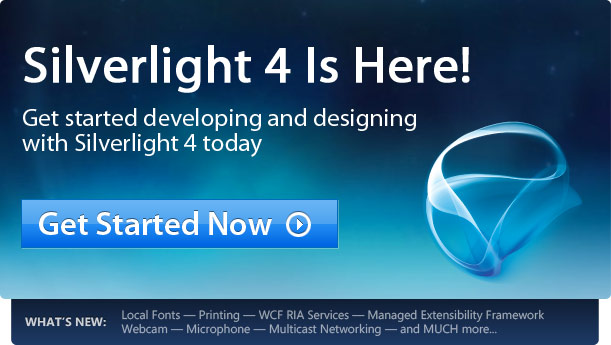 Silverlight 4 Is Here!
Get started developing and designing
with Silverlight 4 today
Get Started Now
WHAT'S NEW:
Local Fonts — Printing — WCF RIA Services — Managed Extensibility Framework
Webcam — Microphone — Multicast Networking — and MUCH more...